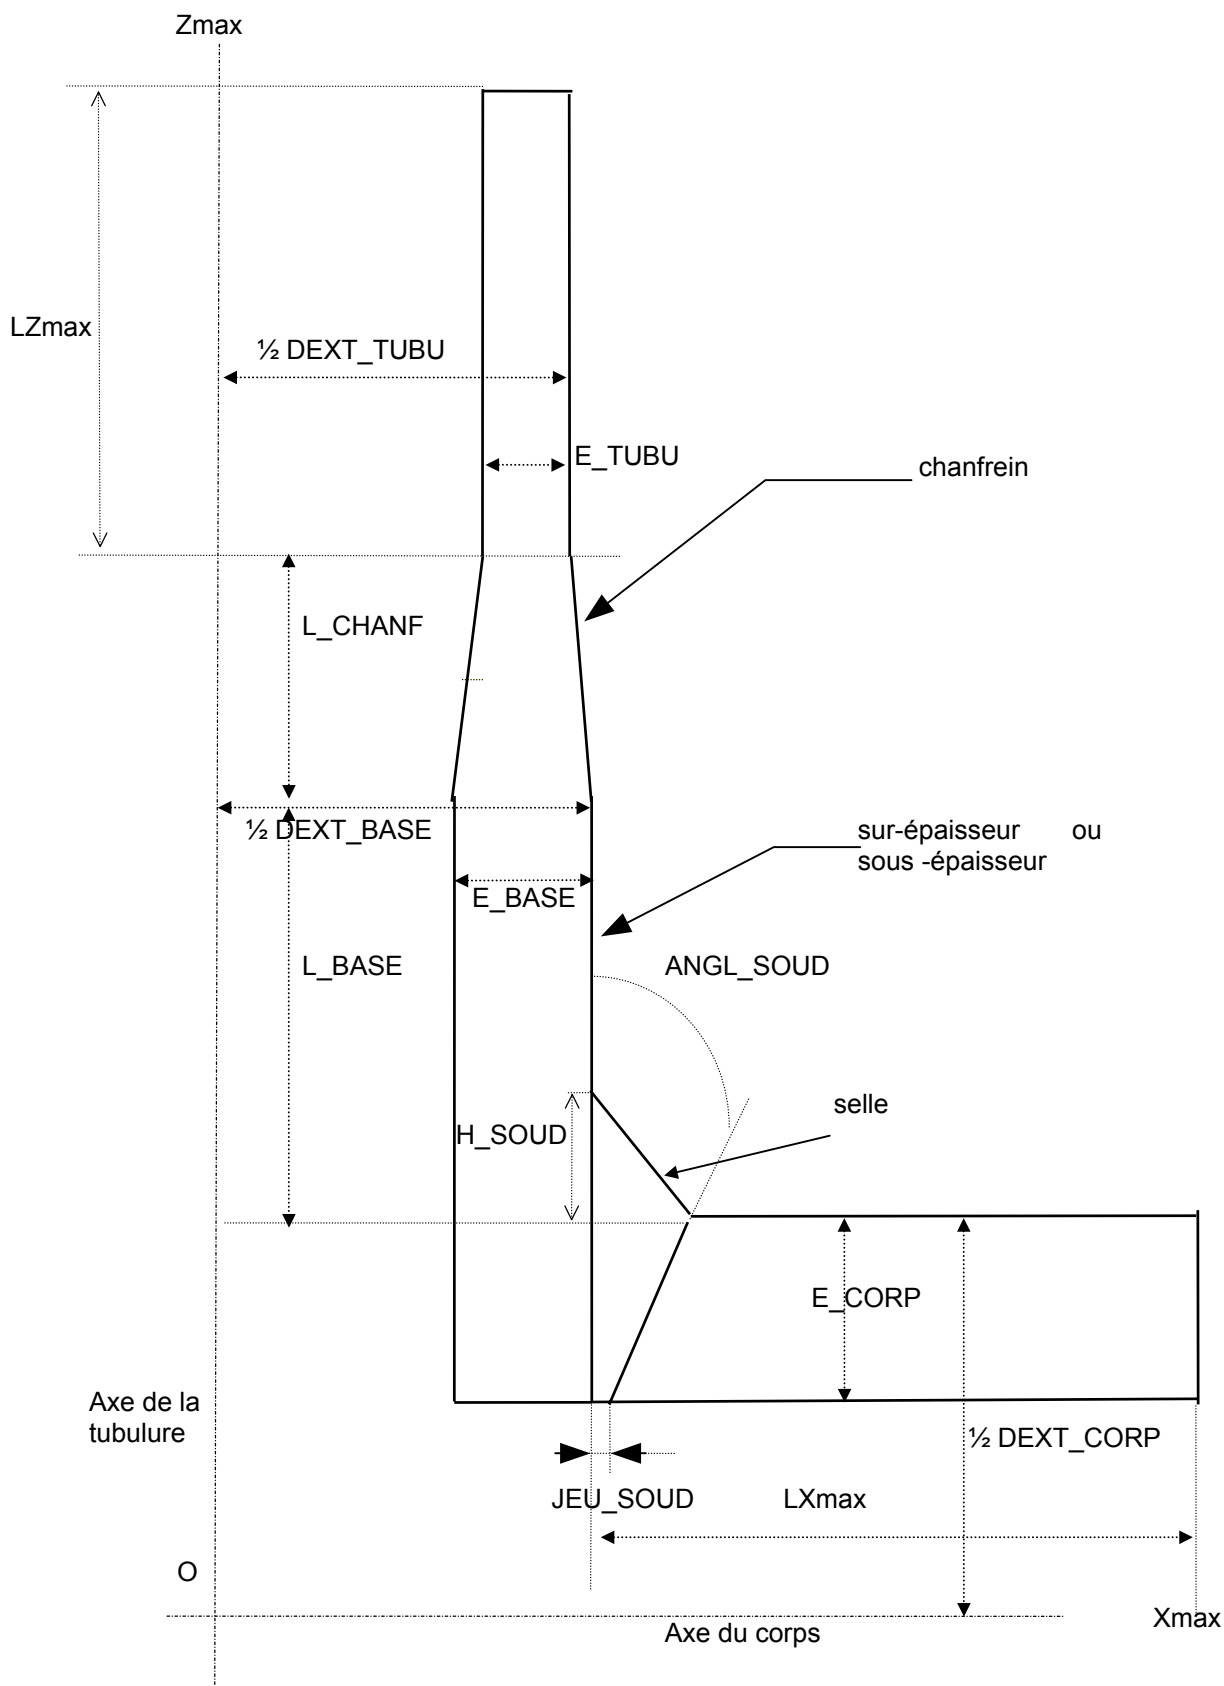 Zmax
LZmax
½ DEXT_TUBU
E_TUBU
chanfrein
L_CHANF
½ DEXT_BASE
sur-épaisseur ou
sous -épaisseur
E_BASE
L_BASE
ANGL_SOUD
selle
H_SOUD
E_CORP
Axe de la
tubulure
½ DEXT_CORP
JEU_SOUD
LXmax
O
Xmax
Axe du corps